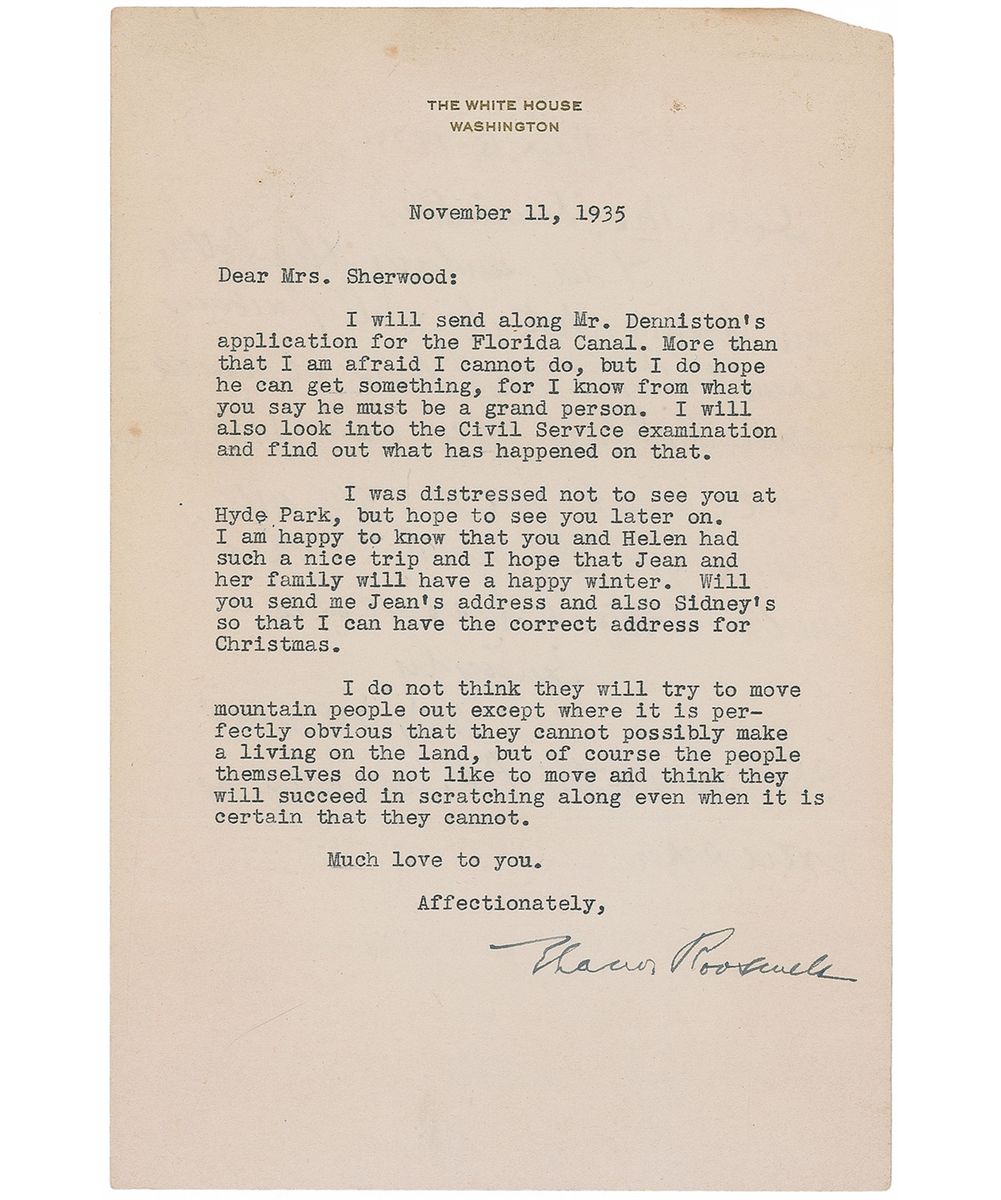 THE WHITE HOUSE
WASHINGTON
November 11, 1935
Dear Mrs. Sherwood:
I will send along Mr. Denniston's
application for the Florida Canal. More than
that I am afraid I cannot do, but I do hope
he can get something, for I know from what
you say he must be a grand person. I will
also look into the Civil Service examination
and find out what has happened on that.
I was distressed not to see you at
Hyde Park, but hope to see you later on.
I am happy to know that you and Helen had
such a nice trip and I hope that Jean and
her family will have a happy winter. Will
you send me Jean's address and also Sidney's
so that I can have the correct address for
Christmas.
I do not think they will try to move
mountain people out except where it is per-
fectly obvious that they cannot possibly make
a living on the land, but of course the people
themselves do not like to move and think they
will succeed in scratching along even when it is
certain that they cannot.
Much love to you.
Affectionately,
Eleanor Roosevelt